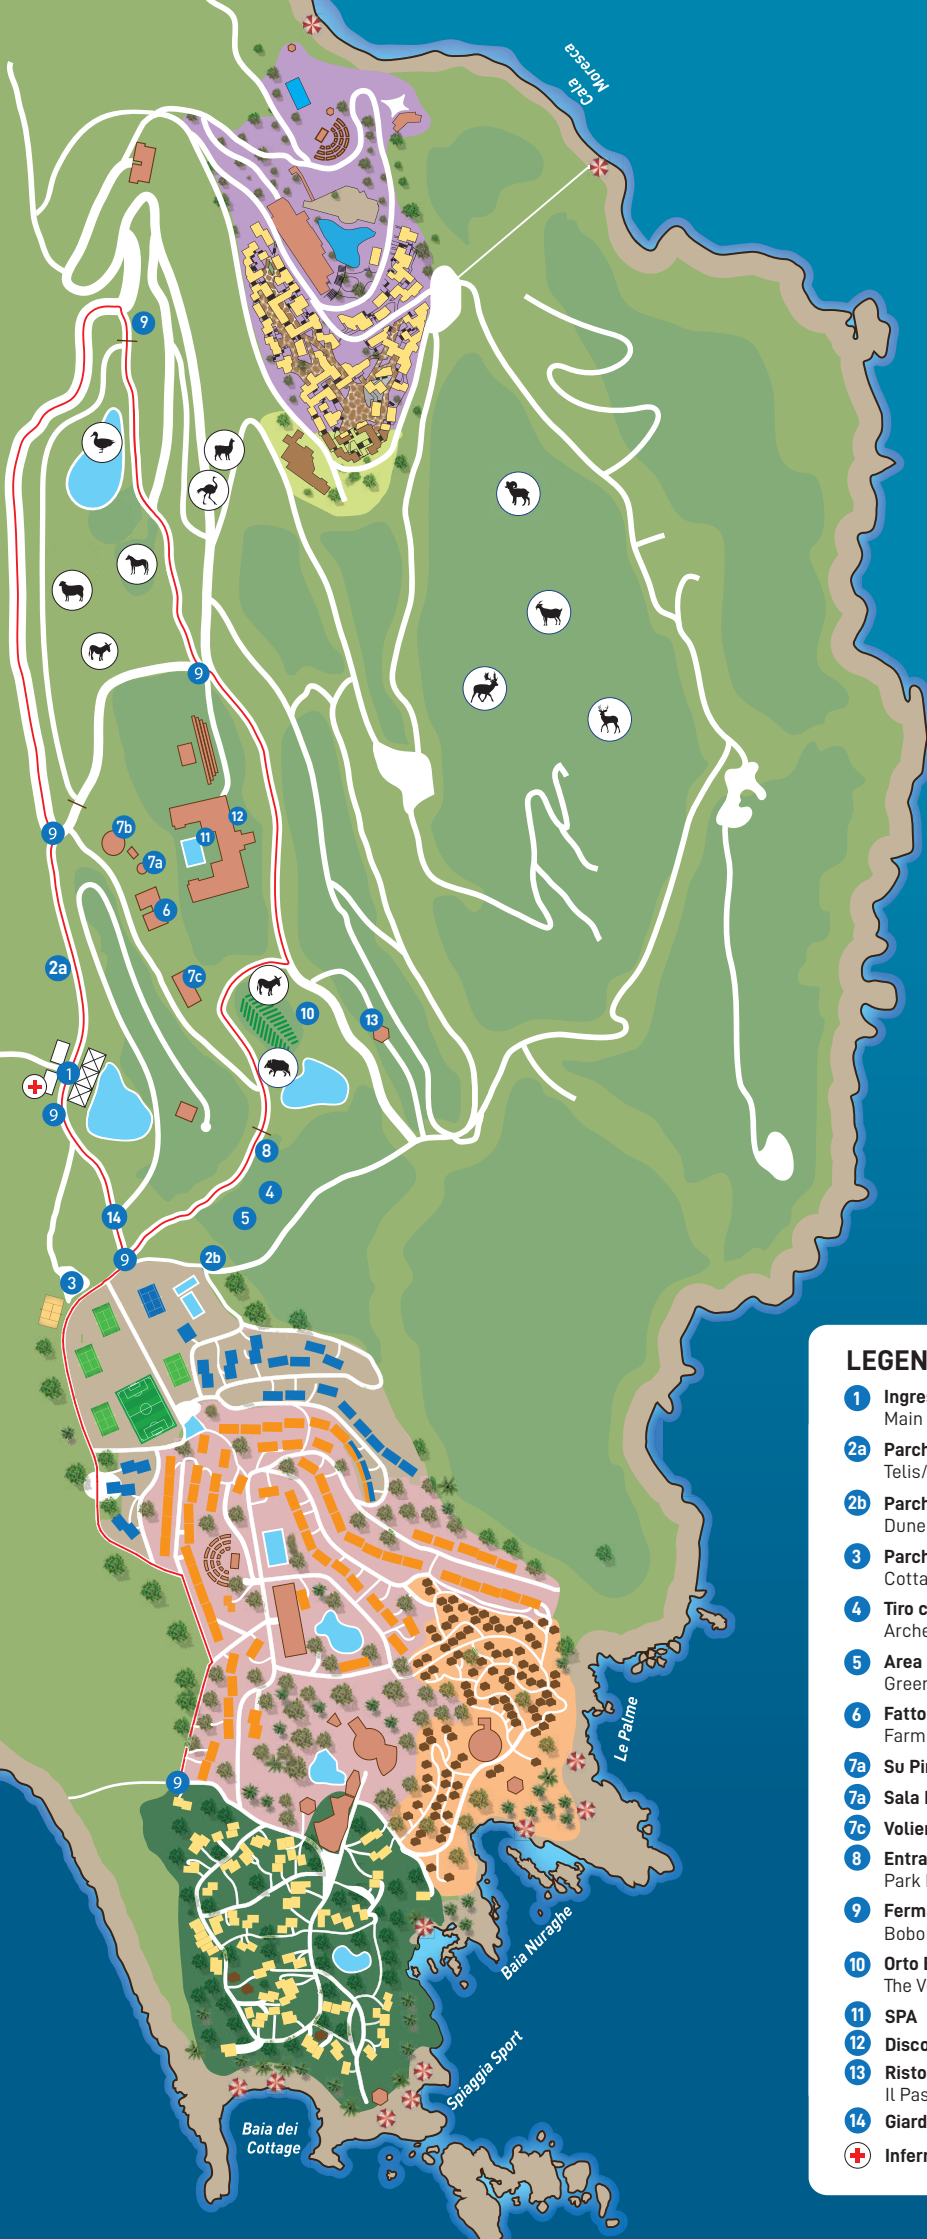 Cala
Moresca
9
9
12
7b
11
9
7a
6
2a
7c
10
13
1
9
8
4
14
5
9
2b
3
LEGEN
1 Ingres
Main
2a Parch
Telis/
2b Parch
Dune
3 Parch
Cotta
4 Tiro c
Arche
5 Area
Green
6 Fatto
Farm
7a Su Pi
7a Sala
7c Volier
8 Entra
Park
9 Ferm
Bobo
10 Orto
The V
11 SPA
12 Disco
13 Risto
Il Pas
14 Giard
Infer
Le Palme
9
Baia Nuraghe
Spiaggia Sport
Baia dei
Cottage